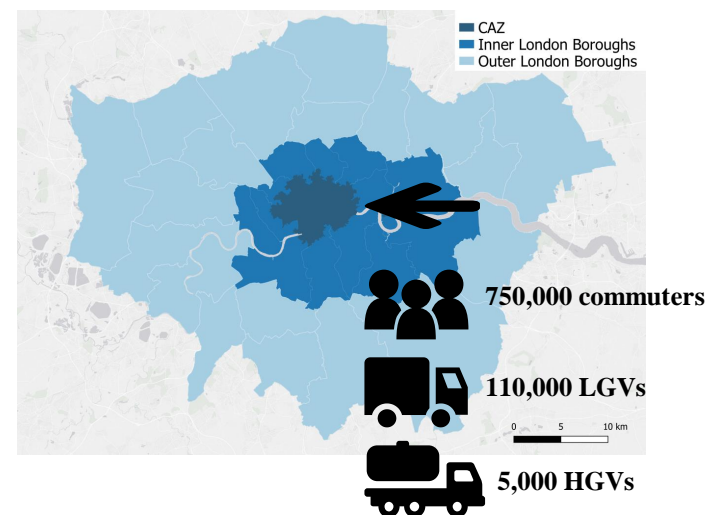 CAZ
Inner London Boroughs
Outer London Boroughs
750,000 commuters
110,000 LGVs
0 5 10 km
5,000 HGVs